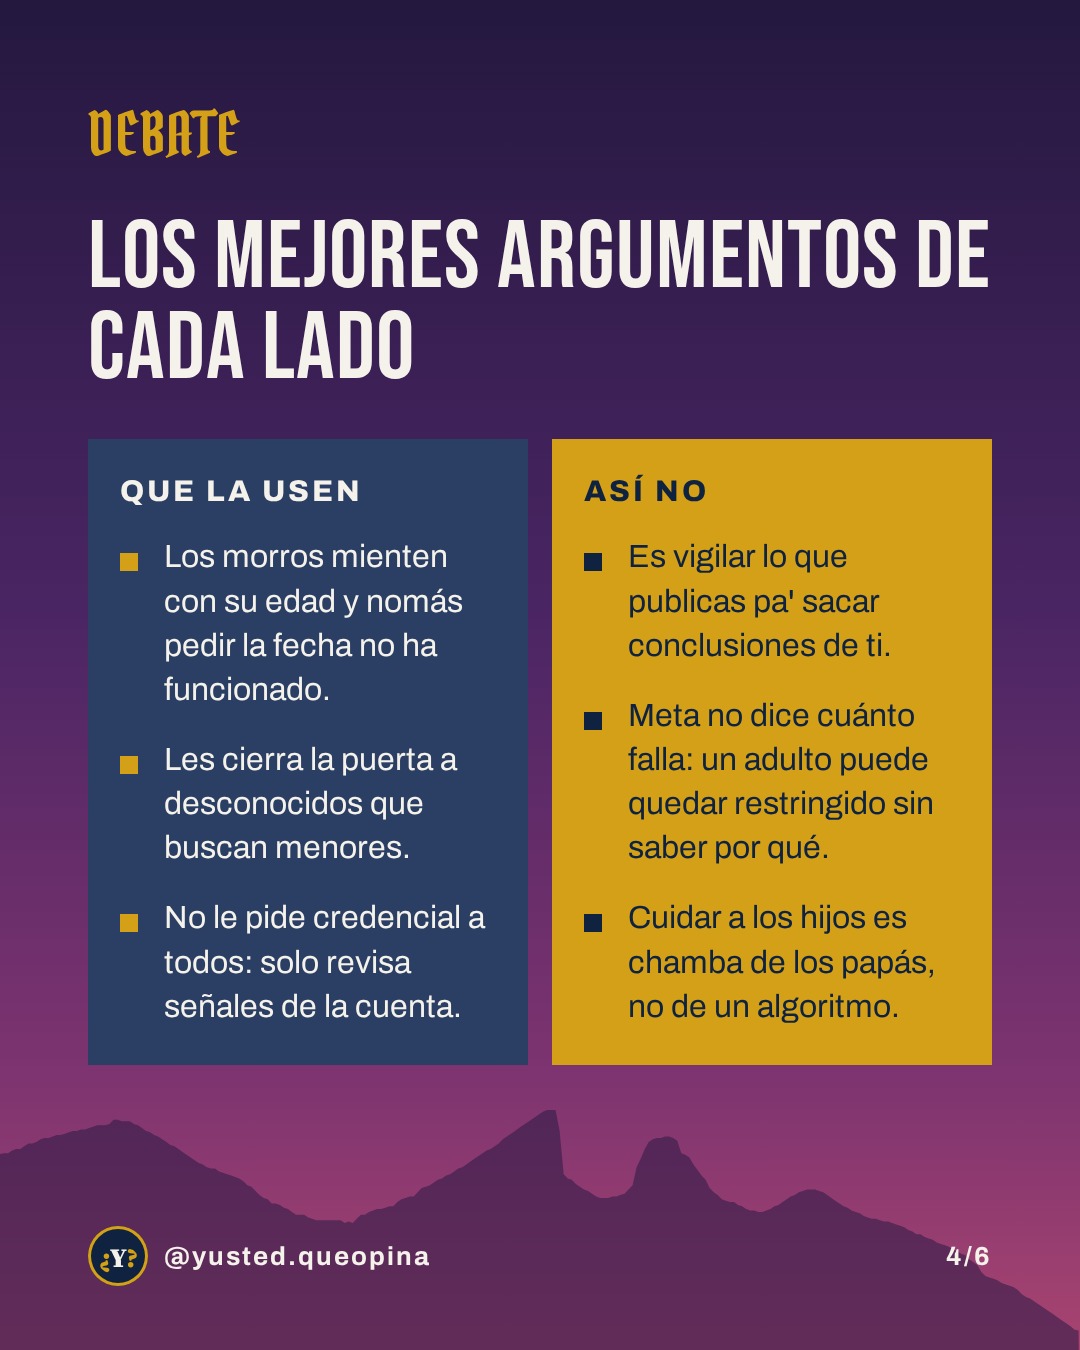 DEBATE
LOS MEJORES ARGUMENTOS DE
CADA LADO
QUE LA USEN
Los morros mienten
con su edad y nomás
pedir la fecha no ha
funcionado.
Les cierra la puerta a
desconocidos que
buscan menores.
No le pide credencial a
todos: solo revisa
señales de la cuenta.
ASÍ NO
Es vigilar lo que
publicas pa' sacar
conclusiones de ti.
Meta no dice cuánto
falla: un adulto puede
quedar restringido sin
saber por qué.
Cuidar a los hijos es
chamba de los papás,
no de un algoritmo.
¿Y?
@yusted.queopina
4/6